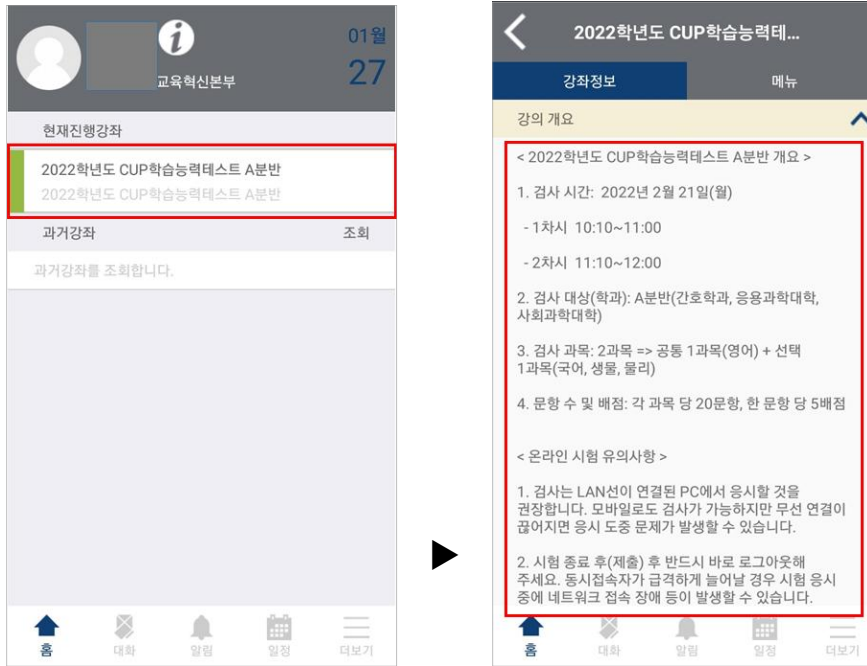 01월
27
교육혁신본부
현재진행강좌
2022학년도 CUP학습능력테스트 A분반
2022학년도 CUP학습능력테스트 A분반
과거강좌 조회
과거강좌를 조회합니다.
홈 대화 알림 일정 더보기
2022학년도 CUP학습능력테...
강좌정보 메뉴
강의 개요
< 2022학년도 CUP학습능력테스트 A분반 개요 >
1. 검사 시간: 2022년 2월 21일(월)
- 1차시 10:10~11:00
- 2차시 11:10~12:00
2. 검사 대상(학과): A분반(간호학과, 응용과학대학,
사회과학대학)
3. 검사 과목: 2과목 => 공통 1과목(영어) + 선택
1과목(국어, 생물, 물리)
4. 문항 수 및 배점: 각 과목 당 20문항, 한 문항 당 5배점
< 온라인 시험 유의사항 >
1. 검사는 LAN선이 연결된 PC에서 응시할 것을
권장합니다. 모바일로도 검사가 가능하지만 무선 연결이
끊어지면 응시 도중 문제가 발생할 수 있습니다.
2. 시험 종료 후(제출) 후 반드시 바로 로그아웃해
주세요. 동시접속자가 급격하게 늘어날 경우 시험 응시
중에 네트워크 접속 장애 등이 발생할 수 있습니다.
홈 대화 알림 일정 더보기